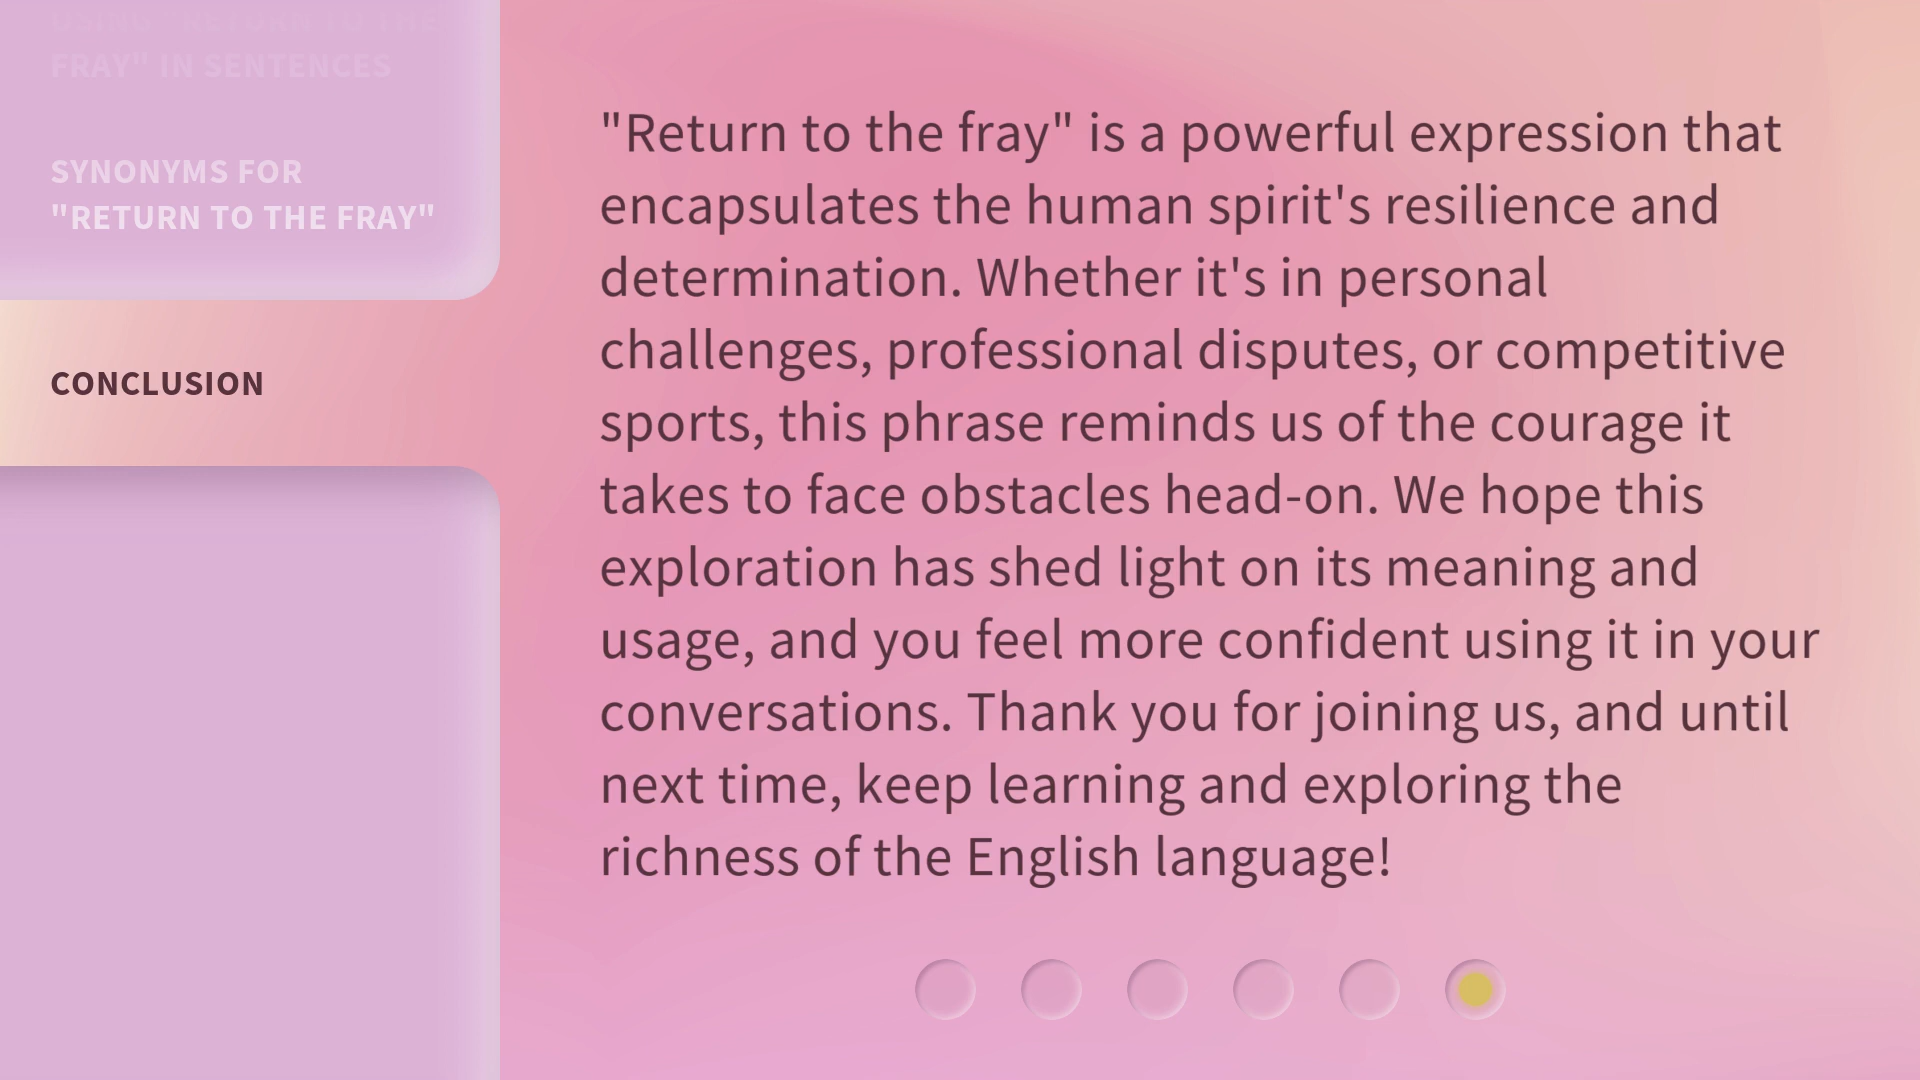 USING "RETURN TO THE
FRAY" IN SENTENCES
SYNONYMS FOR
"RETURN TO THE FRAY"
CONCLUSION
"Return to the fray" is a powerful expression that
encapsulates the human spirit's resilience and
determination. Whether it's in personal
challenges, professional disputes, or competitive
sports, this phrase reminds us of the courage it
takes to face obstacles head-on. We hope this
exploration has shed light on its meaning and
usage, and you feel more confident using it in your
conversations. Thank you for joining us, and until
next time, keep learning and exploring the
richness of the English language!